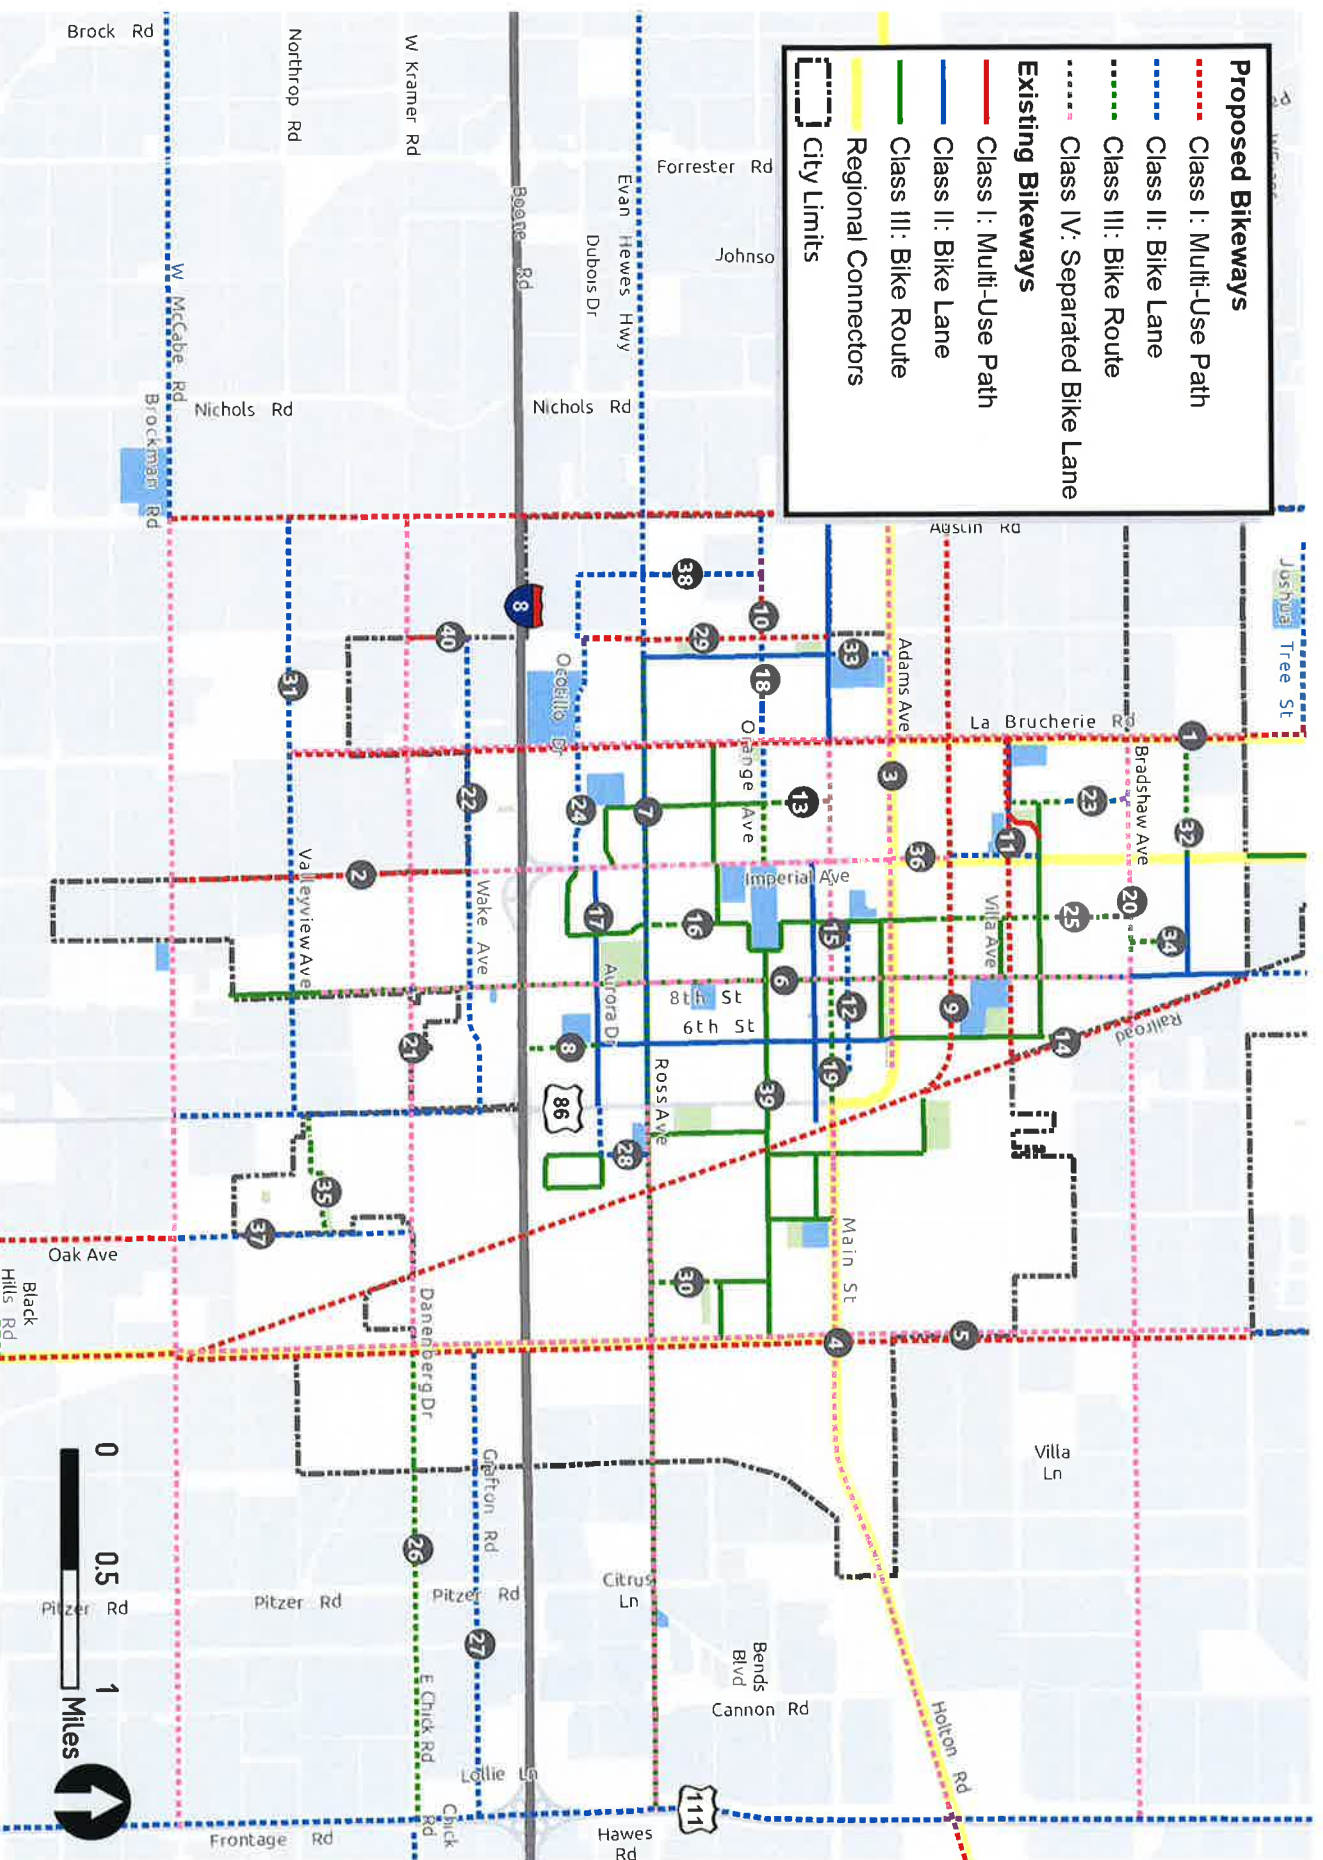 Proposed Bikeways
Class I: Multi-Use Path
Class II: Bike Lane
Class III: Bike Route
Class IV: Separated Bike Lane
Existing Bikeways
Class I: Multi-Use Path
Class II: Bike Lane
Class III: Bike Route
Regional Connectors
City Limits
Joshua Tree St
Austin Rd
La Brucherie Rd
Bradshaw Ave
Adams Ave
Villa Ave
Railroad
Villa
Ln
Forrester Rd
Johnso
Evan Hewes Hwy
Dubois Dr
Nichols Rd
Orange Ave
Imperial Ave
Main St
Holton Rd
Ocotillo Dr
8th St
6th St
Aurora Dr
Ross Ave
Citrus
Ln
Bends
Blvd
Cannon Rd
Hawes
Rd
Boone Rd
W Kramer Rd
Northrop Rd
Brock Rd
W McCabe Rd
Nichols Rd
Brockman Rd
Wake Ave
Valleyview Ave
Danenberg Dr
Grafton Rd
Pitzer Rd
Pitzer Rd
Pitzer Rd
E Chick Rd
Chick
Rd
Lollie Ln
Frontage Rd
Oak Ave
Black
Hills Rd
1
32
23
20
34
25
11
14
9
5
36
3
33
15
12
19
4
13
10
18
6
39
38
29
16
30
7
28
24
17
8
8
86
111
22
27
40
21
26
2
31
35
37
0
0.5
1
Miles